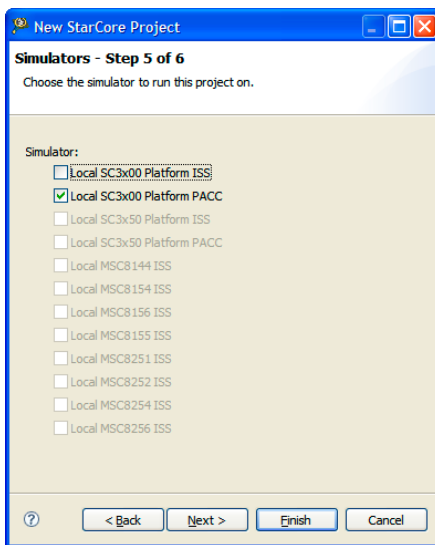 New StarCore Project
Simulators - Step 5 of 6
Choose the simulator to run this project on.
Simulator:
Local SC3x00 Platform ISS
Local SC3x00 Platform PACC
Local SC3x50 Platform ISS
Local SC3x50 Platform PACC
Local MSC8144 ISS
Local MSC8154 ISS
Local MSC8156 ISS
Local MSC8155 ISS
Local MSC8251 ISS
Local MSC8252 ISS
Local MSC8254 ISS
Local MSC8256 ISS
? < Back Next > Finish Cancel